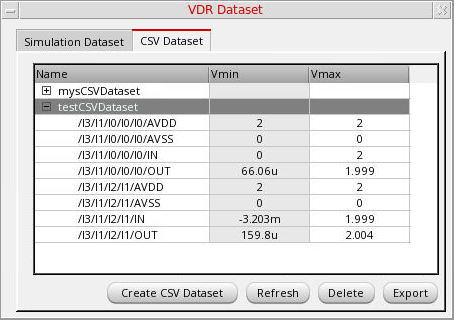 VDR Dataset
Simulation Dataset CSV Dataset
Name Vmin Vmax
mysCSVDataset
testCSVDataset
/I3/I1/I0/I0/I0/AVDD 2 2
/I3/I1/I0/I0/I0/AVSS 0 0
/I3/I1/I0/I0/I0/IN 0 2
/I3/I1/I0/I0/I0/OUT 66.06u 1.999
/I3/I1/I2/I1/AVDD 2 2
/I3/I1/I2/I1/AVSS 0 0
/I3/I1/I2/I1/IN -3.203m 1.999
/I3/I1/I2/I1/OUT 159.8u 2.004
Create CSV Dataset Refresh Delete Export